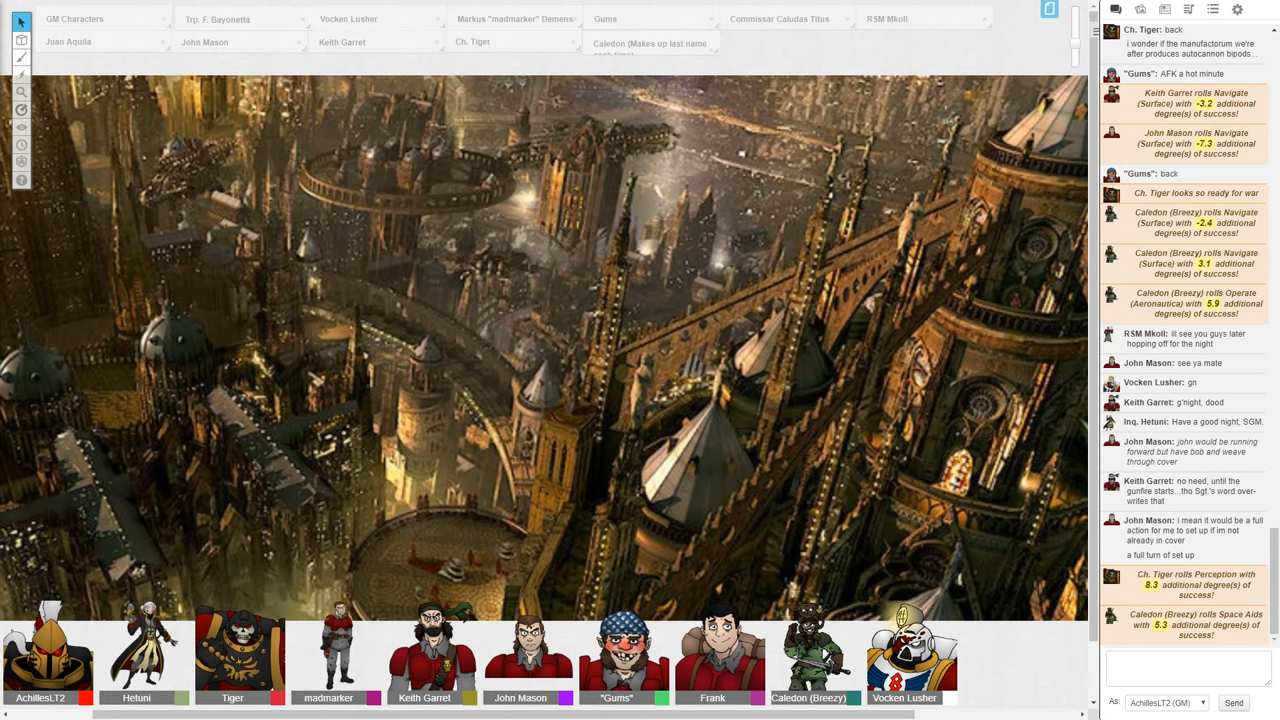 GM Characters
Trp. F. Bayonetta
Vocken Lusher
Markus "madmarker" Demens
Gums
Commissar Caludas Titus
RSM Mkoll
Juan Aquila
John Mason
Keith Garret
Ch. Tiger
Caledon (Makes up last name
each time)
Ch. Tiger: back
i wonder if the manufactorum we're
after produces autocannon bipods...
"Gums": AFK a hot minute
Keith Garret rolls Navigate
(Surface) with -3.2 additional
degree(s) of success!
John Mason rolls Navigate
(Surface) with -7.3 additional
degree(s) of success!
"Gums": back
Ch. Tiger looks so ready for war
Caledon (Breezy) rolls Navigate
(Surface) with -2.4 additional
degree(s) of success!
Caledon (Breezy) rolls Navigate
(Surface) with 3.1 additional
degree(s) of success!
Caledon (Breezy) rolls Operate
(Aeronautica) with 5.9 additional
degree(s) of success!
RSM Mkoll: ill see you guys later
hopping off for the night
John Mason: see ya mate
Vocken Lusher: gn
Keith Garret: g'night, dood
Inq. Hetuni: Have a good night, SGM.
John Mason: john would be running
forward but have bob and weave
through cover
Keith Garret: no need, until the
gunfire starts...tho Sgt.'s word over-
writes that
John Mason: i mean it would be a full
action for me to set up if im not
already in cover
a full turn of set up
Ch. Tiger rolls Perception with
8.3 additional degree(s) of
success!
Caledon (Breezy) rolls Space Aids
with 5.3 additional degree(s) of
success!
AchillesLT2
Hetuni
Tiger
madmarker
Keith Garret
John Mason
"Gums"
Frank
Caledon (Breezy)
Vocken Lusher
As: AchillesLT2 (GM)
Send